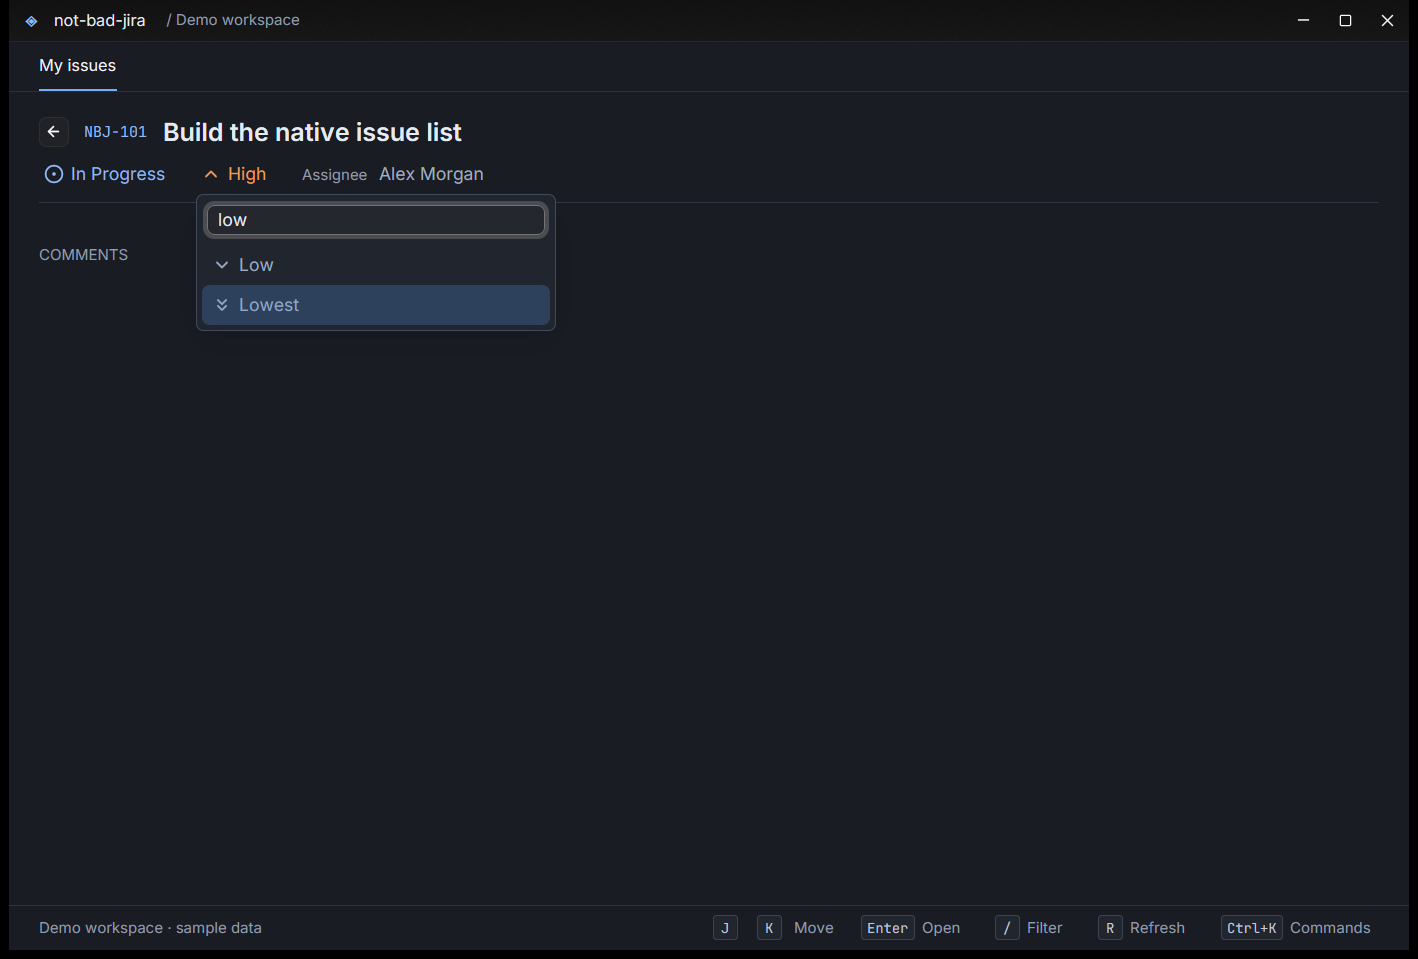 not-bad-jira / Demo workspace
My issues
NBJ-101 Build the native issue list
In Progress High Assignee Alex Morgan
low
Low
Lowest
COMMENTS
Demo workspace · sample data J K Move Enter Open / Filter R Refresh Ctrl+K Commands